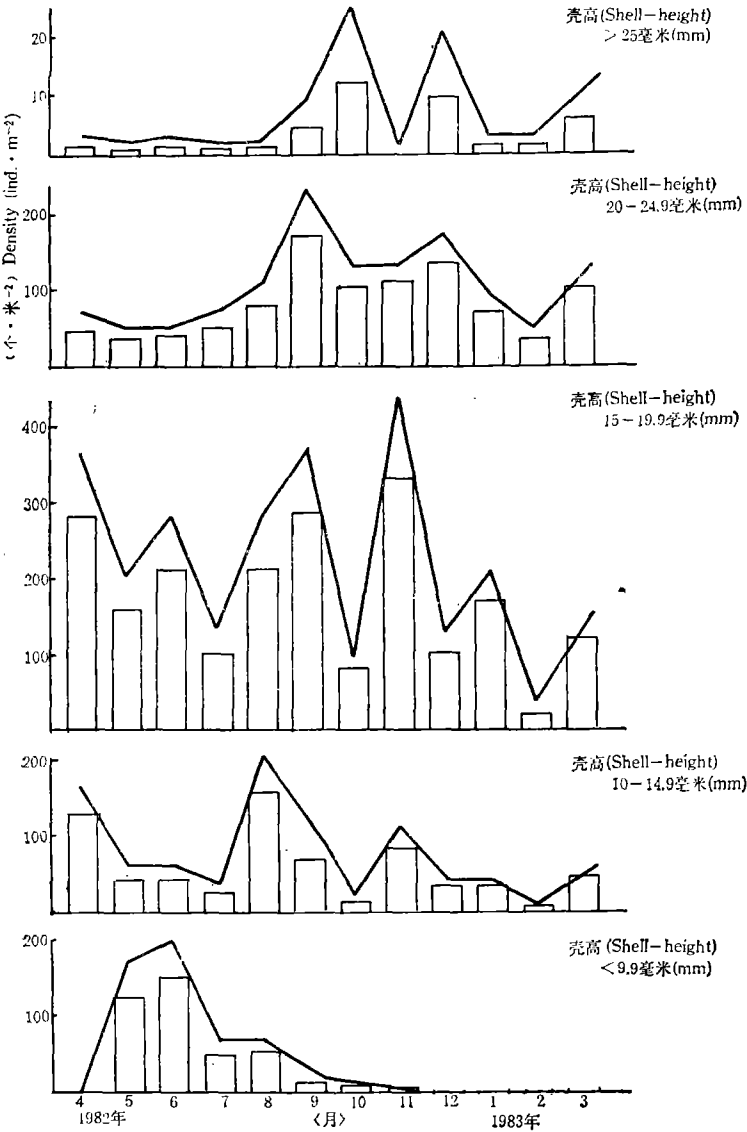 壳高(Shell-height)
>25毫米(mm)
20
10
(个·米⁻²) Density (ind.·m⁻²)
壳高(Shell-height)
20-24.9毫米(mm)
200
100
壳高(Shell-height)
15-19.9毫米(mm)
400
300
200
100
壳高(Shell-height)
10-14.9毫米(mm)
200
100
壳高(Shell-height)
<9.9毫米(mm)
200
100
4 5 6 7 8 9 10 11 12 1 2 3
1982年 〈月〉 1983年